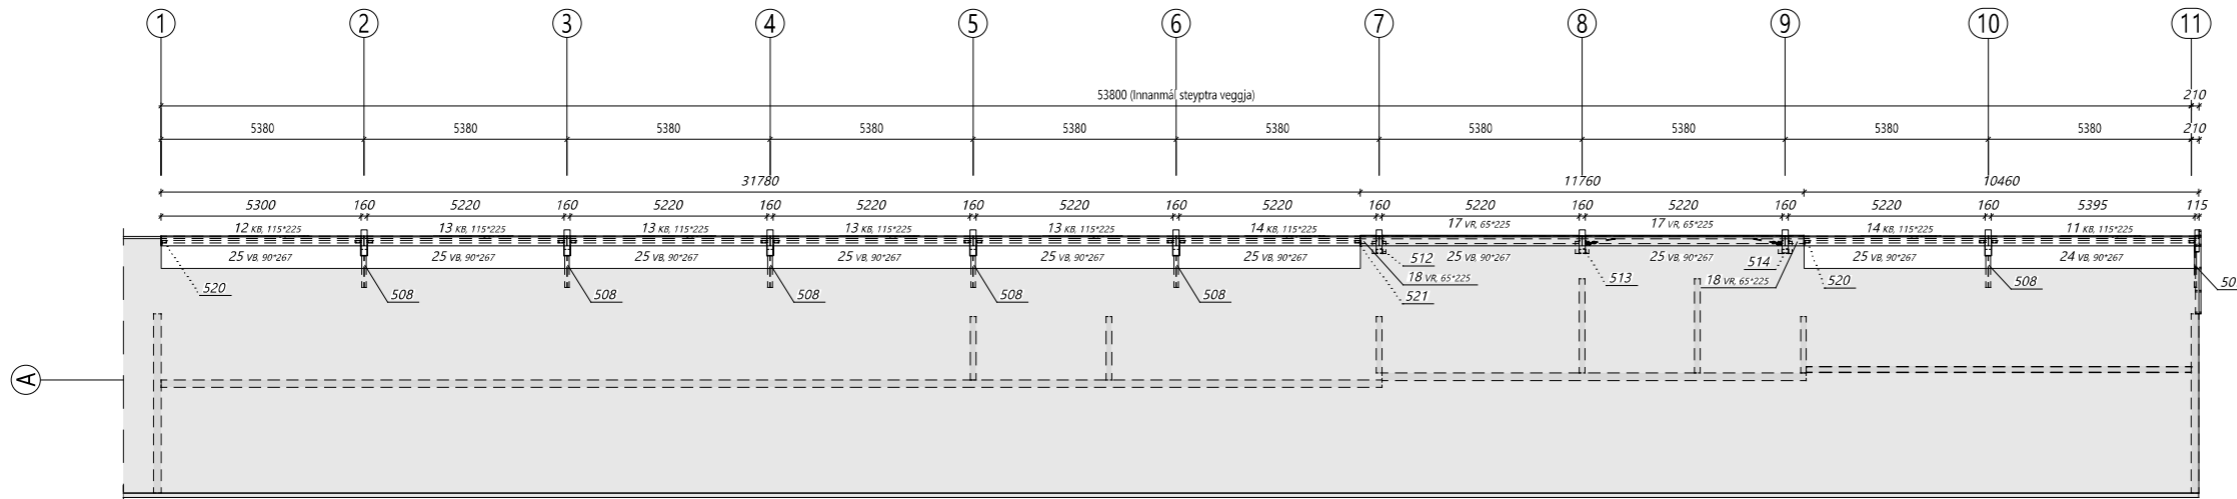 1 2 3 4 5 6 7 8 9 10 11
53800 (Innanmál steyptra veggja) 210
5380 5380 5380 5380 5380 5380 5380 5380 5380 5380 210
31780 11760 10460
5300 160 5220 160 5220 160 5220 160 5220 160 5220 160 5220 160 5220 160 5220 160 5395 115
12 KB, 115*225 13 KB, 115*225 13 KB, 115*225 13 KB, 115*225 13 KB, 115*225 14 KB, 115*225 17 VR, 65*225 17 VR, 65*225 14 KB, 115*225 11 KB, 115*225
25 VB, 90*267 25 VB, 90*267 25 VB, 90*267 25 VB, 90*267 25 VB, 90*267 25 VB, 90*267 25 VB, 90*267 25 VB, 90*267 25 VB, 90*267 24 VB, 90*267
512 514
18 VR, 65*225 513 18 VR, 65*225 520
520 508 508 508 508 508 521 508 50
A